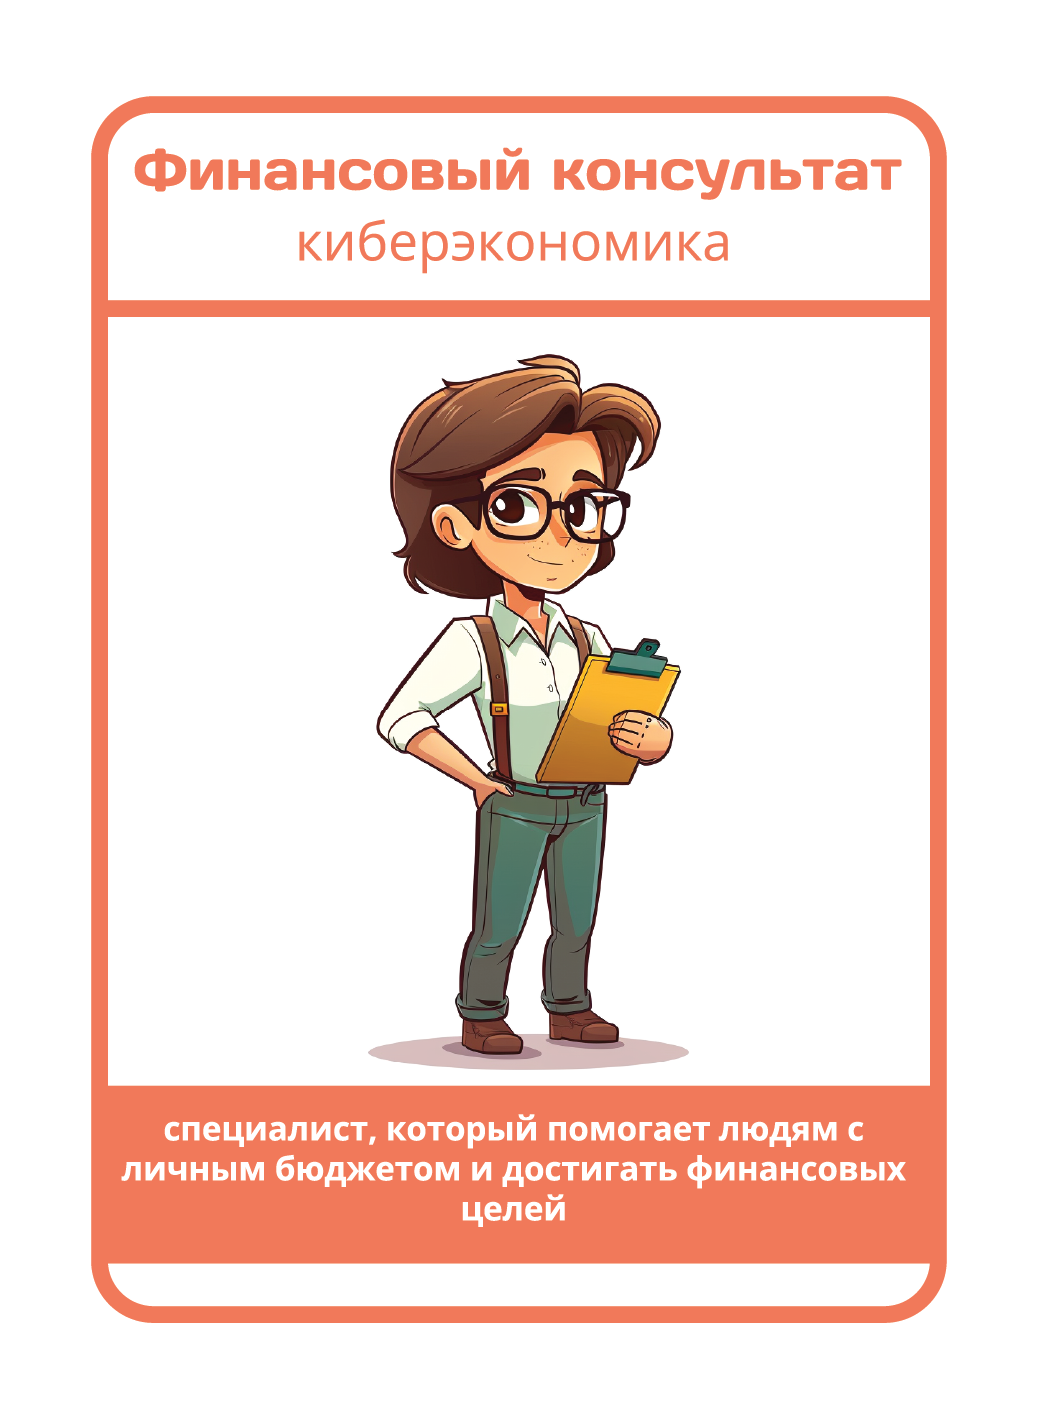 Финансовый консультат
киберэкономика
специалист, который помогает людям с
личным бюджетом и достигать финансовых
целей